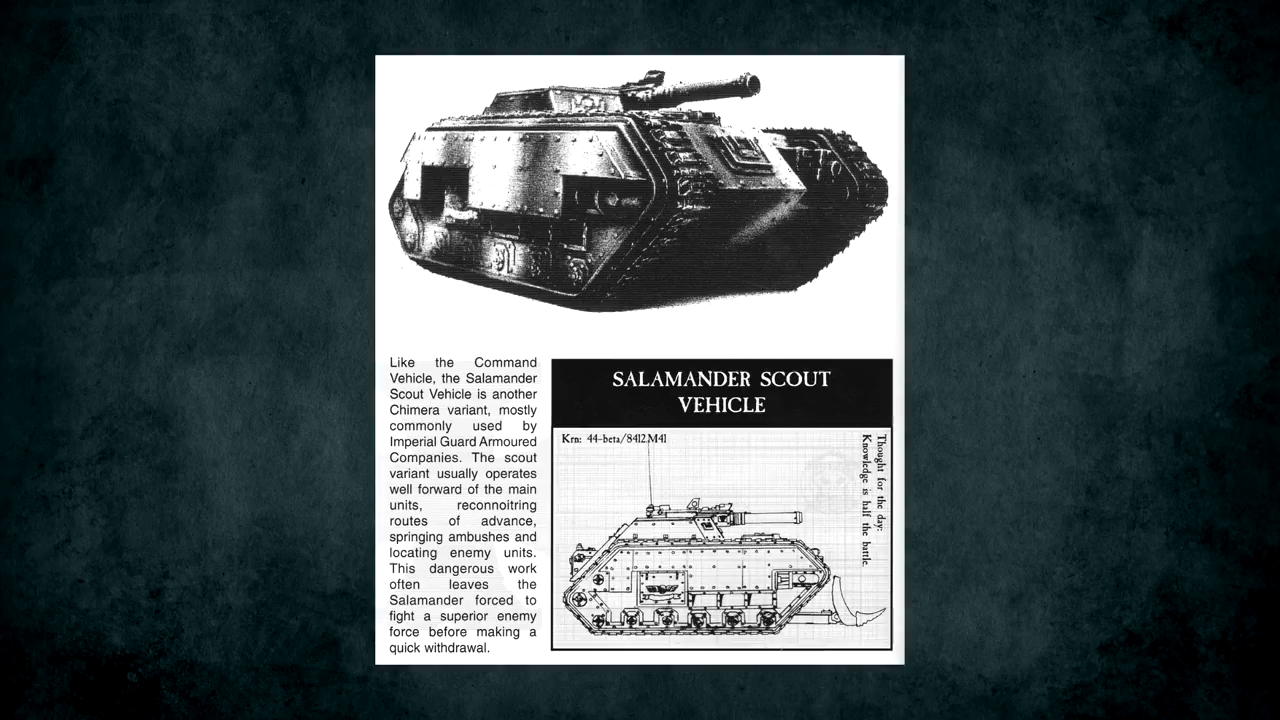 Like the Command
Vehicle, the Salamander
Scout Vehicle is another
Chimera variant, mostly
commonly used by
Imperial Guard Armoured
Companies. The scout
variant usually operates
well forward of the main
units, reconnoitring
routes of advance,
springing ambushes and
locating enemy units.
This dangerous work
often leaves the
Salamander forced to
fight a superior enemy
force before making a
quick withdrawal.
SALAMANDER SCOUT
VEHICLE
Krn: 44-beta/8412.M41
Thought for the day:
Knowledge is half the battle.